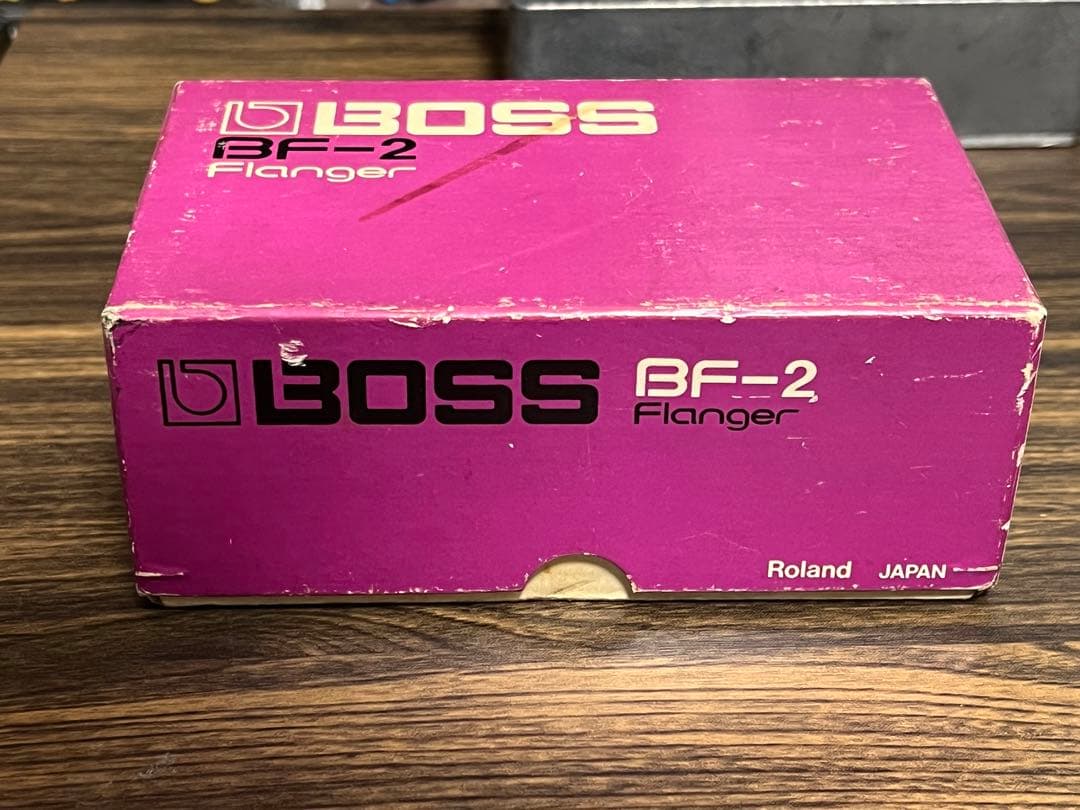 BOSS
BF-2
Flanger
BOSS BF-2
Flanger
Roland JAPAN